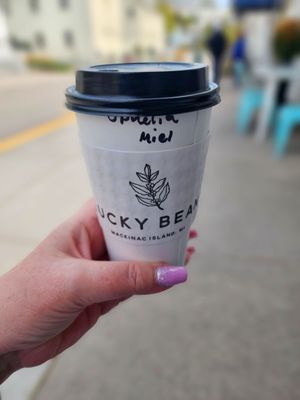 Ophelia
Miel
UCKY BEAN
MACKINAC ISLAND, MI